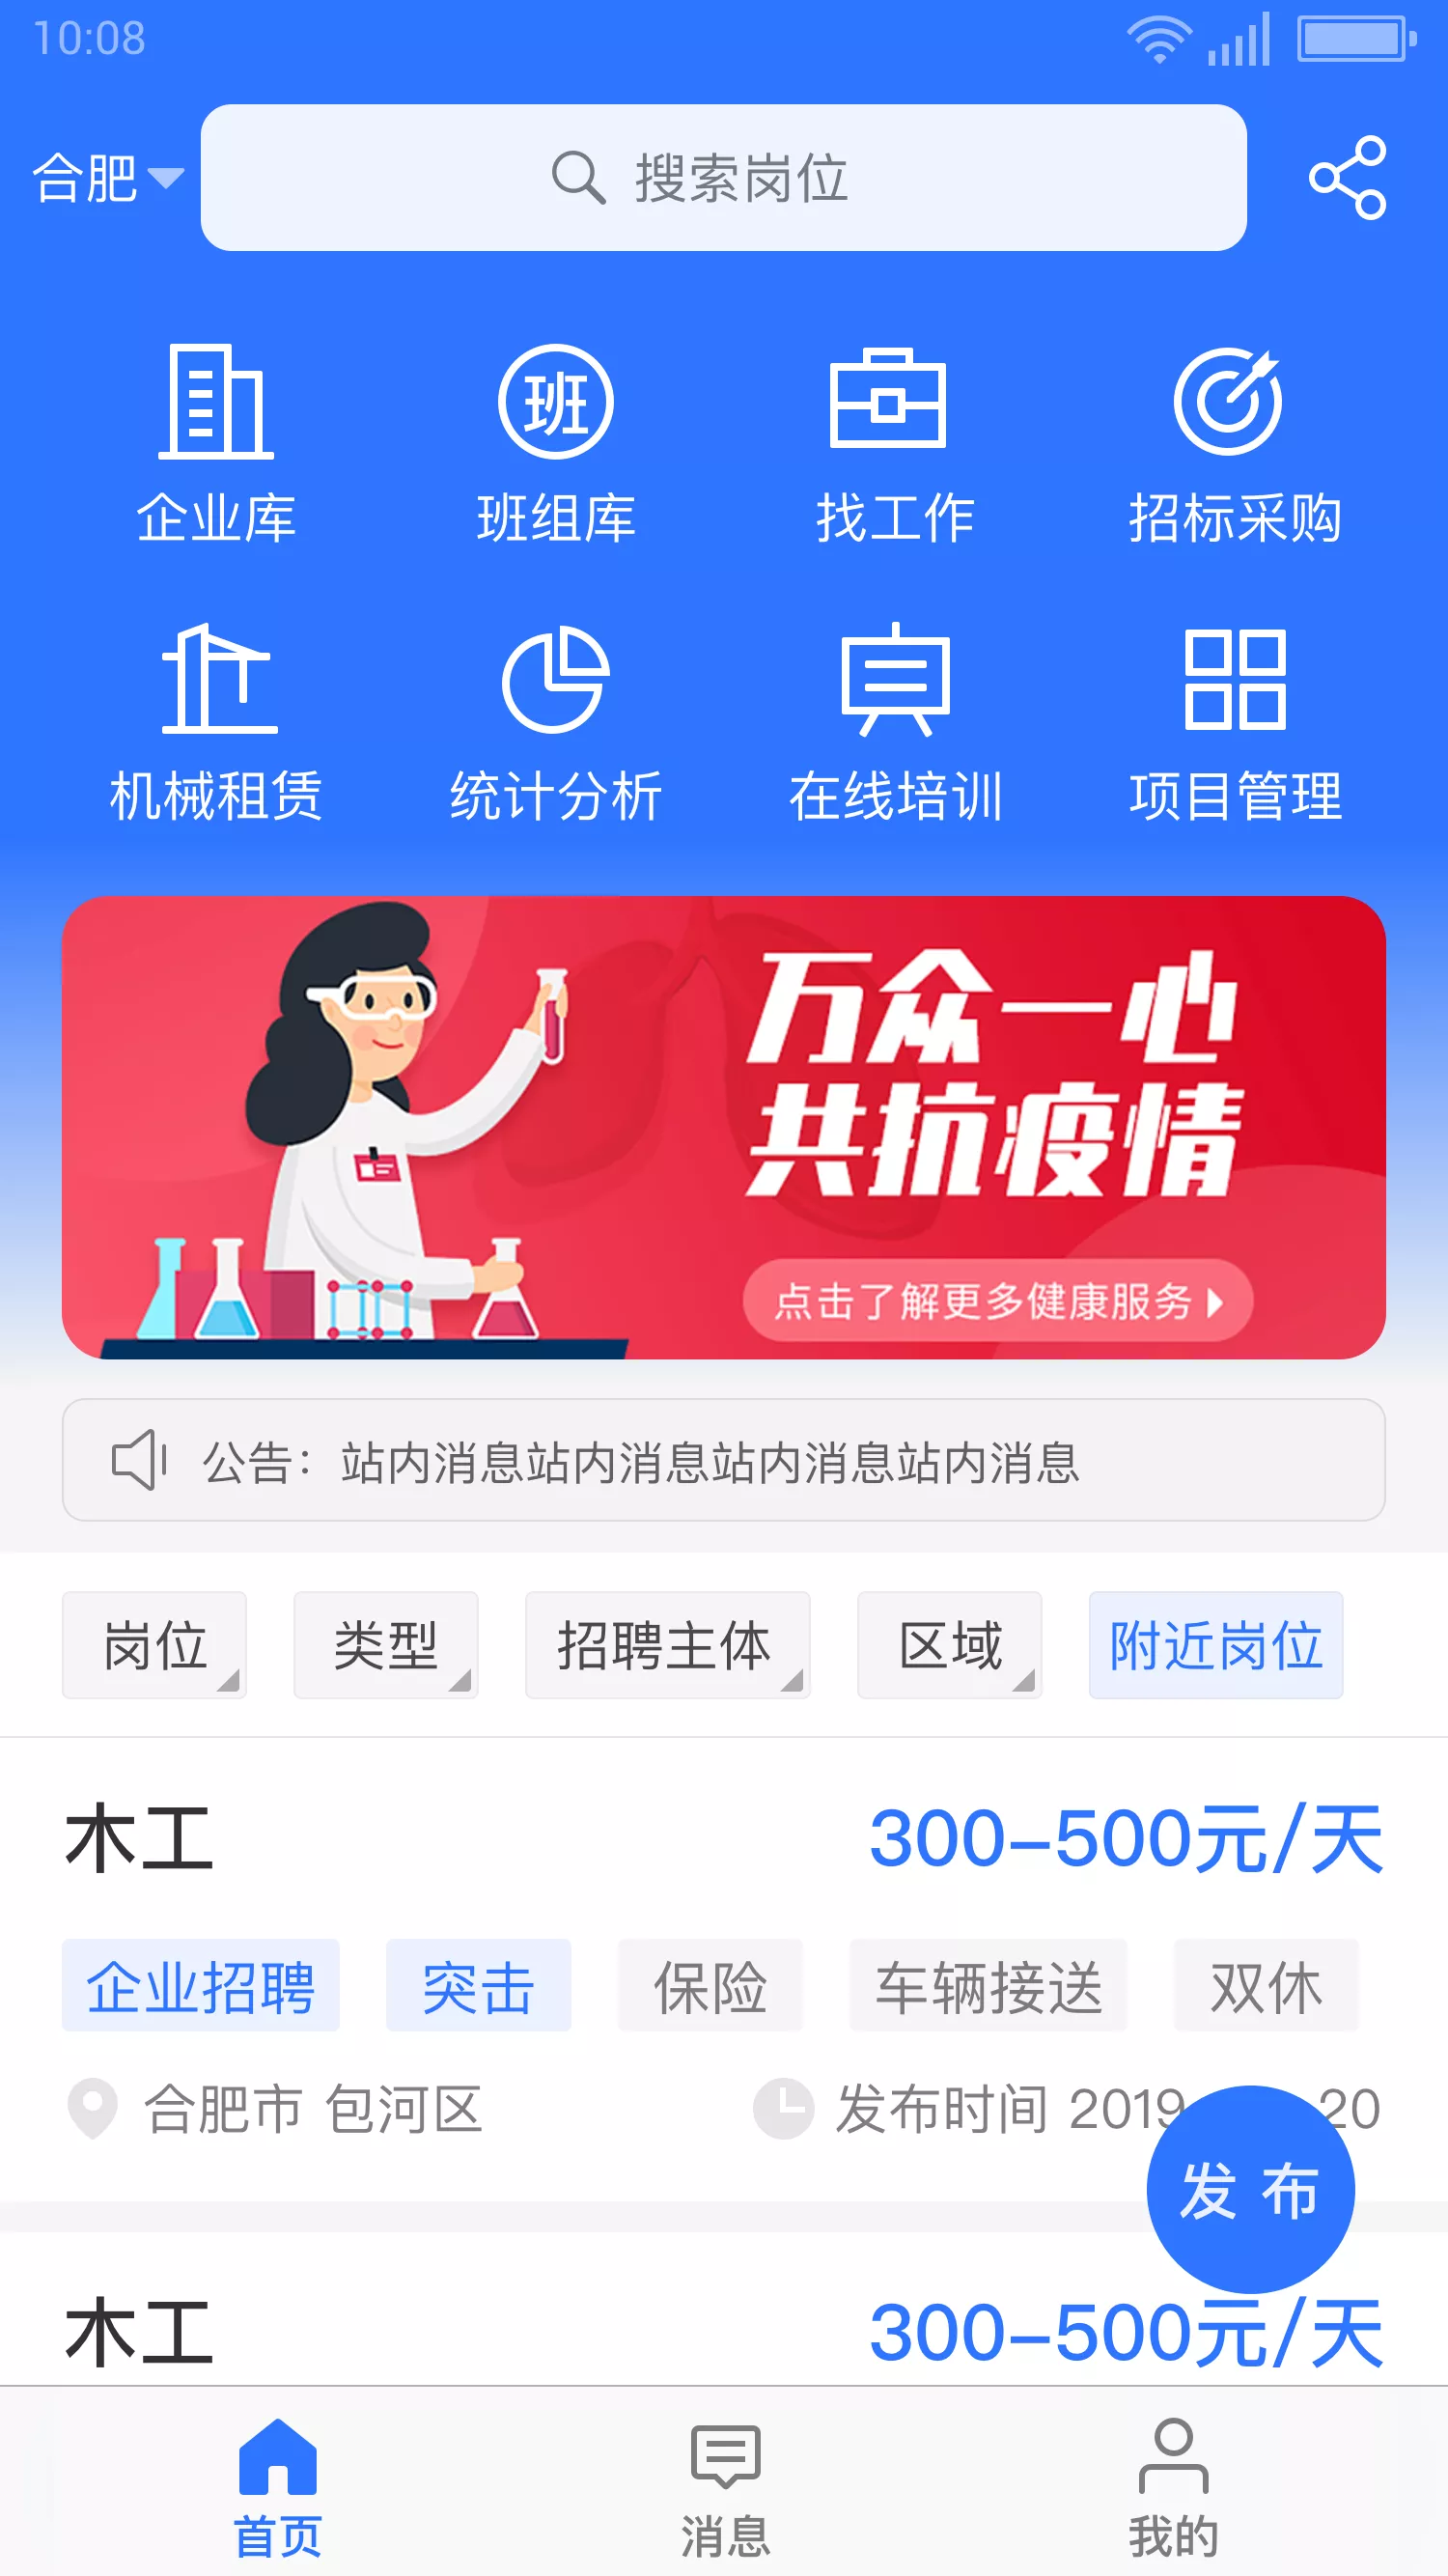 10:08
合肥
搜索岗位
班
企业库 班组库 找工作 招标采购
机械租赁 统计分析 在线培训 项目管理
万众一心
共抗疫情
点击了解更多健康服务
公告：站内消息站内消息站内消息站内消息
岗位 类型 招聘主体 区域 附近岗位
木工 300-500元/天
企业招聘 突击 保险 车辆接送 双休
合肥市 包河区 发布时间 2019 20
发布
木工 300-500元/天
首页 消息 我的